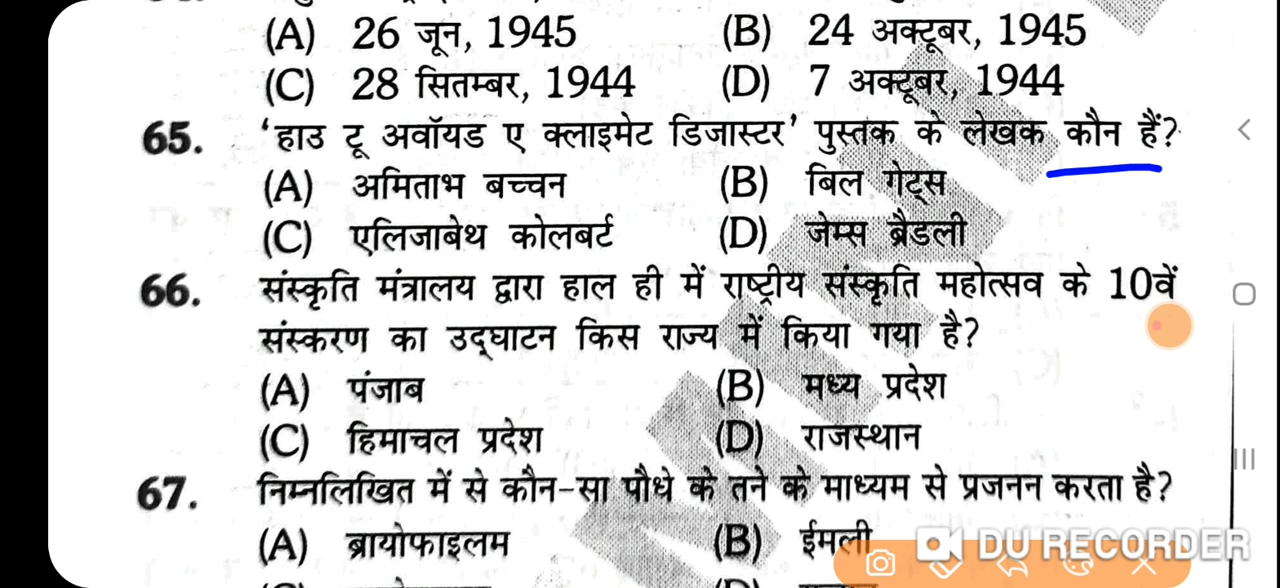 (A) 26 जून, 1945 (B) 24 अक्टूबर, 1945
(C) 28 सितम्बर, 1944 (D) 7 अक्टूबर, 1944
65. 'हाउ टू अवॉयड ए क्लाइमेट डिजास्टर' पुस्तक के लेखक कौन हैं?
(A) अमिताभ बच्चन (B) बिल गेट्स
(C) एलिजाबेथ कोलबर्ट (D) जेम्स ब्रैडली
66. संस्कृति मंत्रालय द्वारा हाल ही में राष्ट्रीय संस्कृति महोत्सव के 10वें
संस्करण का उद्घाटन किस राज्य में किया गया है?
(A) पंजाब (B) मध्य प्रदेश
(C) हिमाचल प्रदेश (D) राजस्थान
67. निम्नलिखित में से कौन-सा पौधे के तने के माध्यम से प्रजनन करता है?
(A) ब्रायोफाइलम (B) ईमली
DU RECORDER